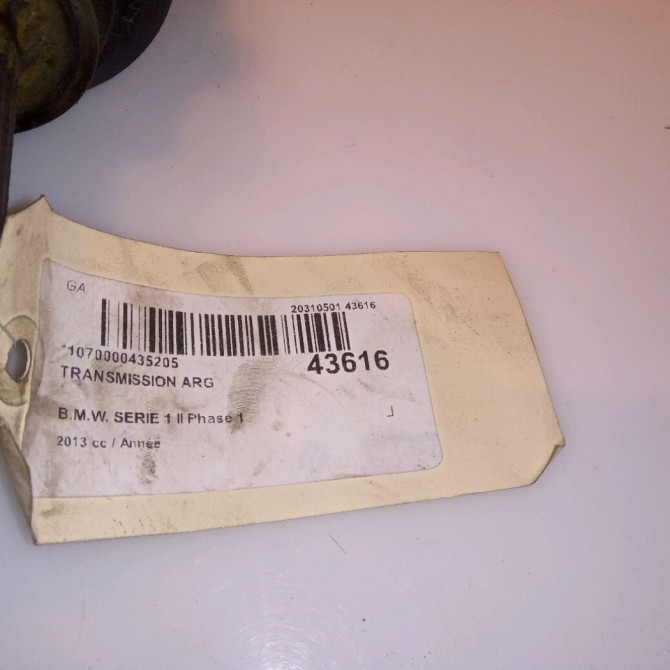 GA
20310501 43616
*1070000435205
43616
TRANSMISSION ARG
B.M.W. SERIE 1 II Phase 1
2013 cc / Année